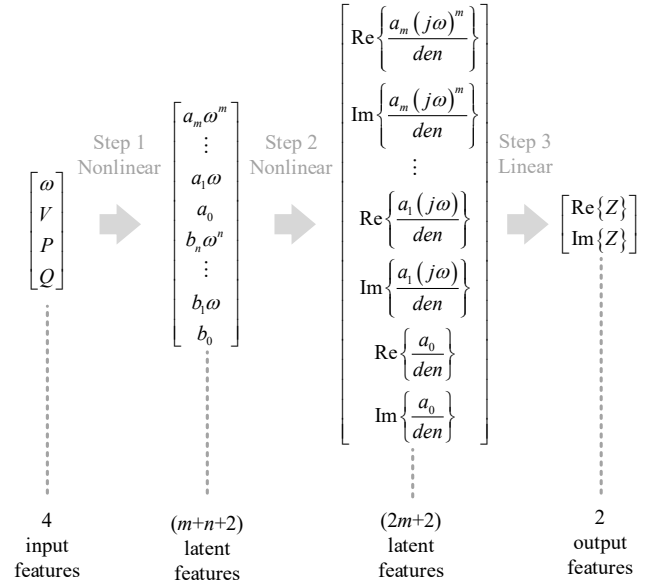 Step 1
Nonlinear
Step 2
Nonlinear
Step 3
Linear
ω
V
P
Q
a_m ω^m
⋮
a_1 ω
a_0
b_n ω^n
⋮
b_1 ω
b_0
Re{a_m (jω)^m / den}
Im{a_m (jω)^m / den}
⋮
Re{a_1 (jω) / den}
Im{a_1 (jω) / den}
Re{a_0 / den}
Im{a_0 / den}
Re{Z}
Im{Z}
4
input
features
(m+n+2)
latent
features
(2m+2)
latent
features
2
output
features